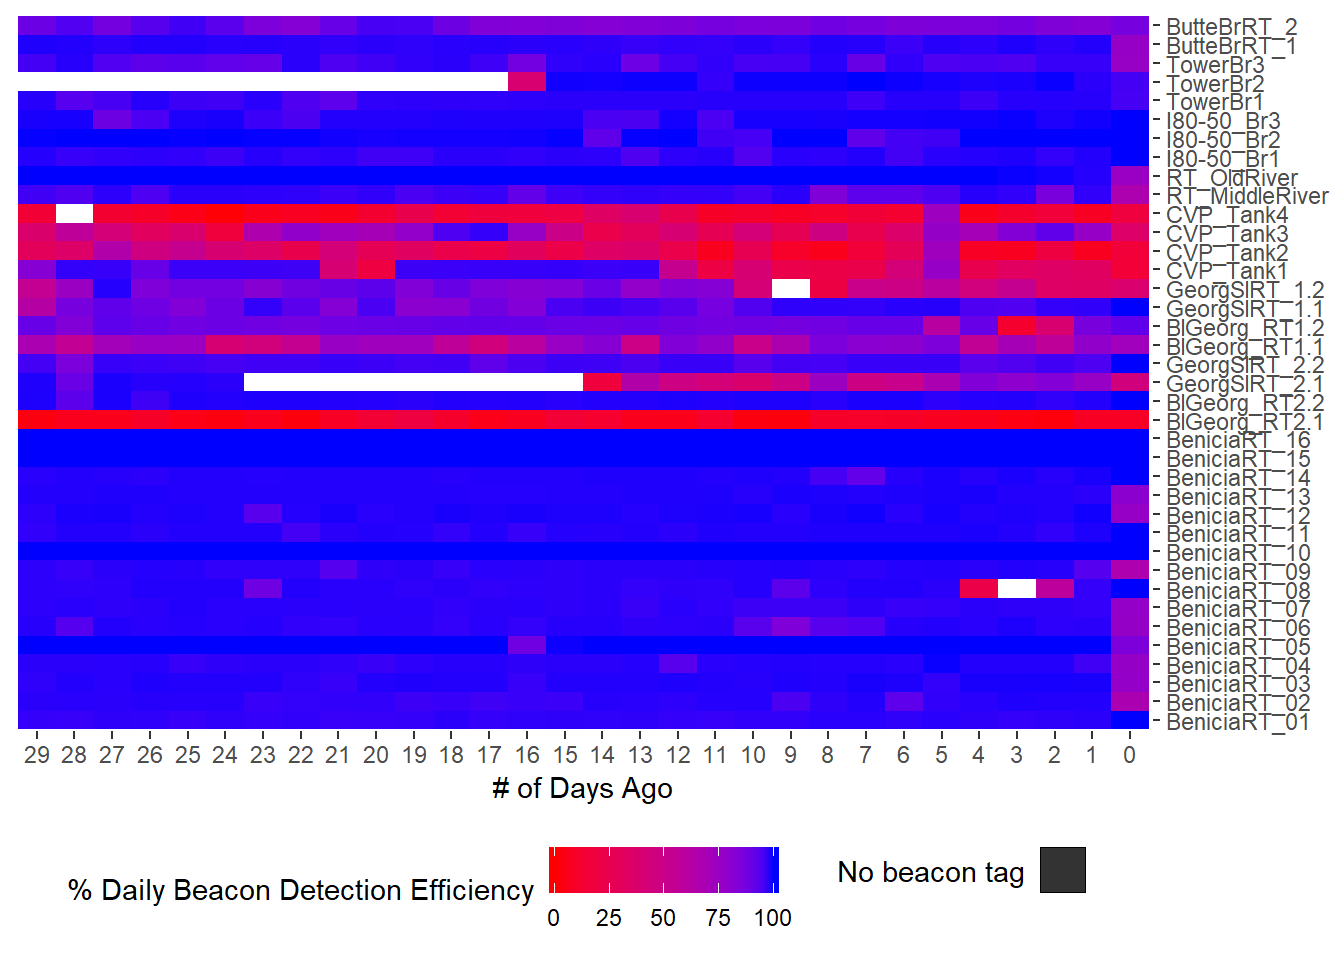 ButteBrRT_2
ButteBrRT_1
TowerBr3
TowerBr2
TowerBr1
I80-50_Br3
I80-50_Br2
I80-50_Br1
RT_OldRiver
RT_MiddleRiver
CVP_Tank4
CVP_Tank3
CVP_Tank2
CVP_Tank1
GeorgSlRT_1.2
GeorgSlRT_1.1
BlGeorg_RT1.2
BlGeorg_RT1.1
GeorgSlRT_2.2
GeorgSlRT_2.1
BlGeorg_RT2.2
BlGeorg_RT2.1
BeniciaRT_16
BeniciaRT_15
BeniciaRT_14
BeniciaRT_13
BeniciaRT_12
BeniciaRT_11
BeniciaRT_10
BeniciaRT_09
BeniciaRT_08
BeniciaRT_07
BeniciaRT_06
BeniciaRT_05
BeniciaRT_04
BeniciaRT_03
BeniciaRT_02
BeniciaRT_01
29 28 27 26 25 24 23 22 21 20 19 18 17 16 15 14 13 12 11 10 9 8 7 6 5 4 3 2 1 0
# of Days Ago
% Daily Beacon Detection Efficiency
0 25 50 75 100
No beacon tag